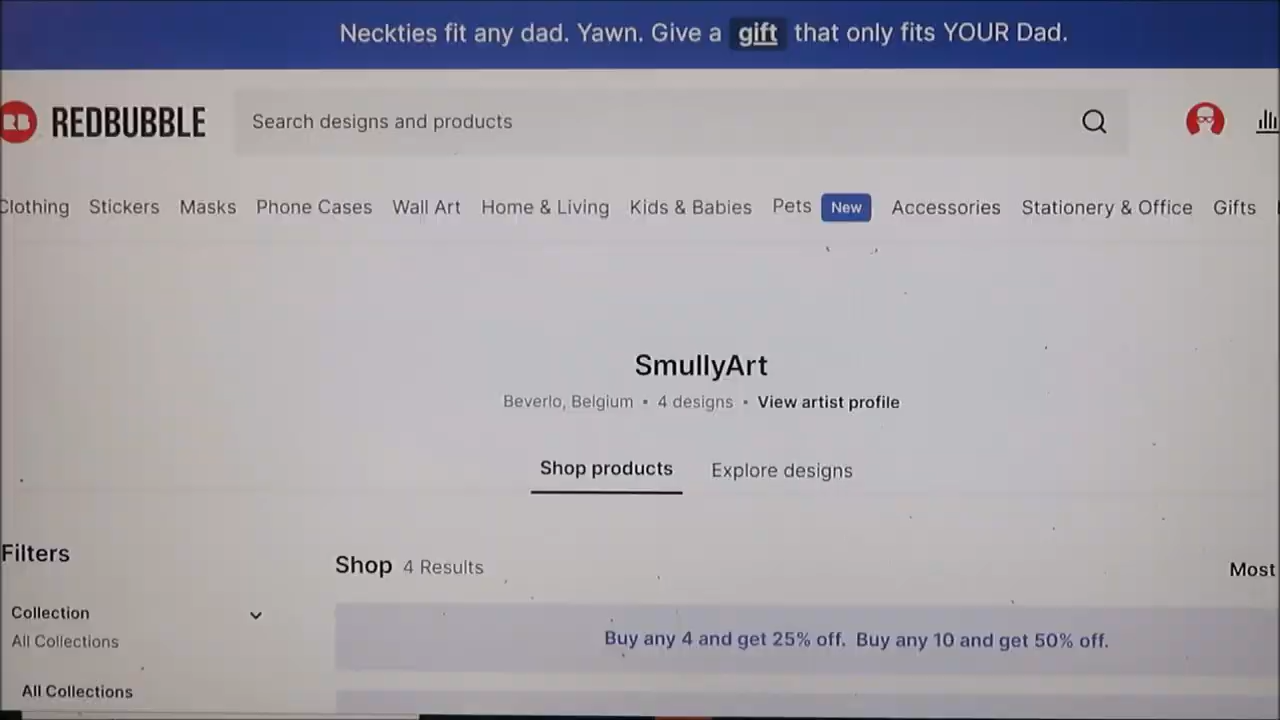 Neckties fit any dad. Yawn. Give a gift that only fits YOUR Dad.
RB REDBUBBLE
Search designs and products
Clothing Stickers Masks Phone Cases Wall Art Home & Living Kids & Babies Pets New Accessories Stationery & Office Gifts
SmullyArt
Beverlo, Belgium • 4 designs • View artist profile
Shop products Explore designs
Filters
Shop 4 Results
Most
Collection
All Collections
Buy any 4 and get 25% off. Buy any 10 and get 50% off.
All Collections